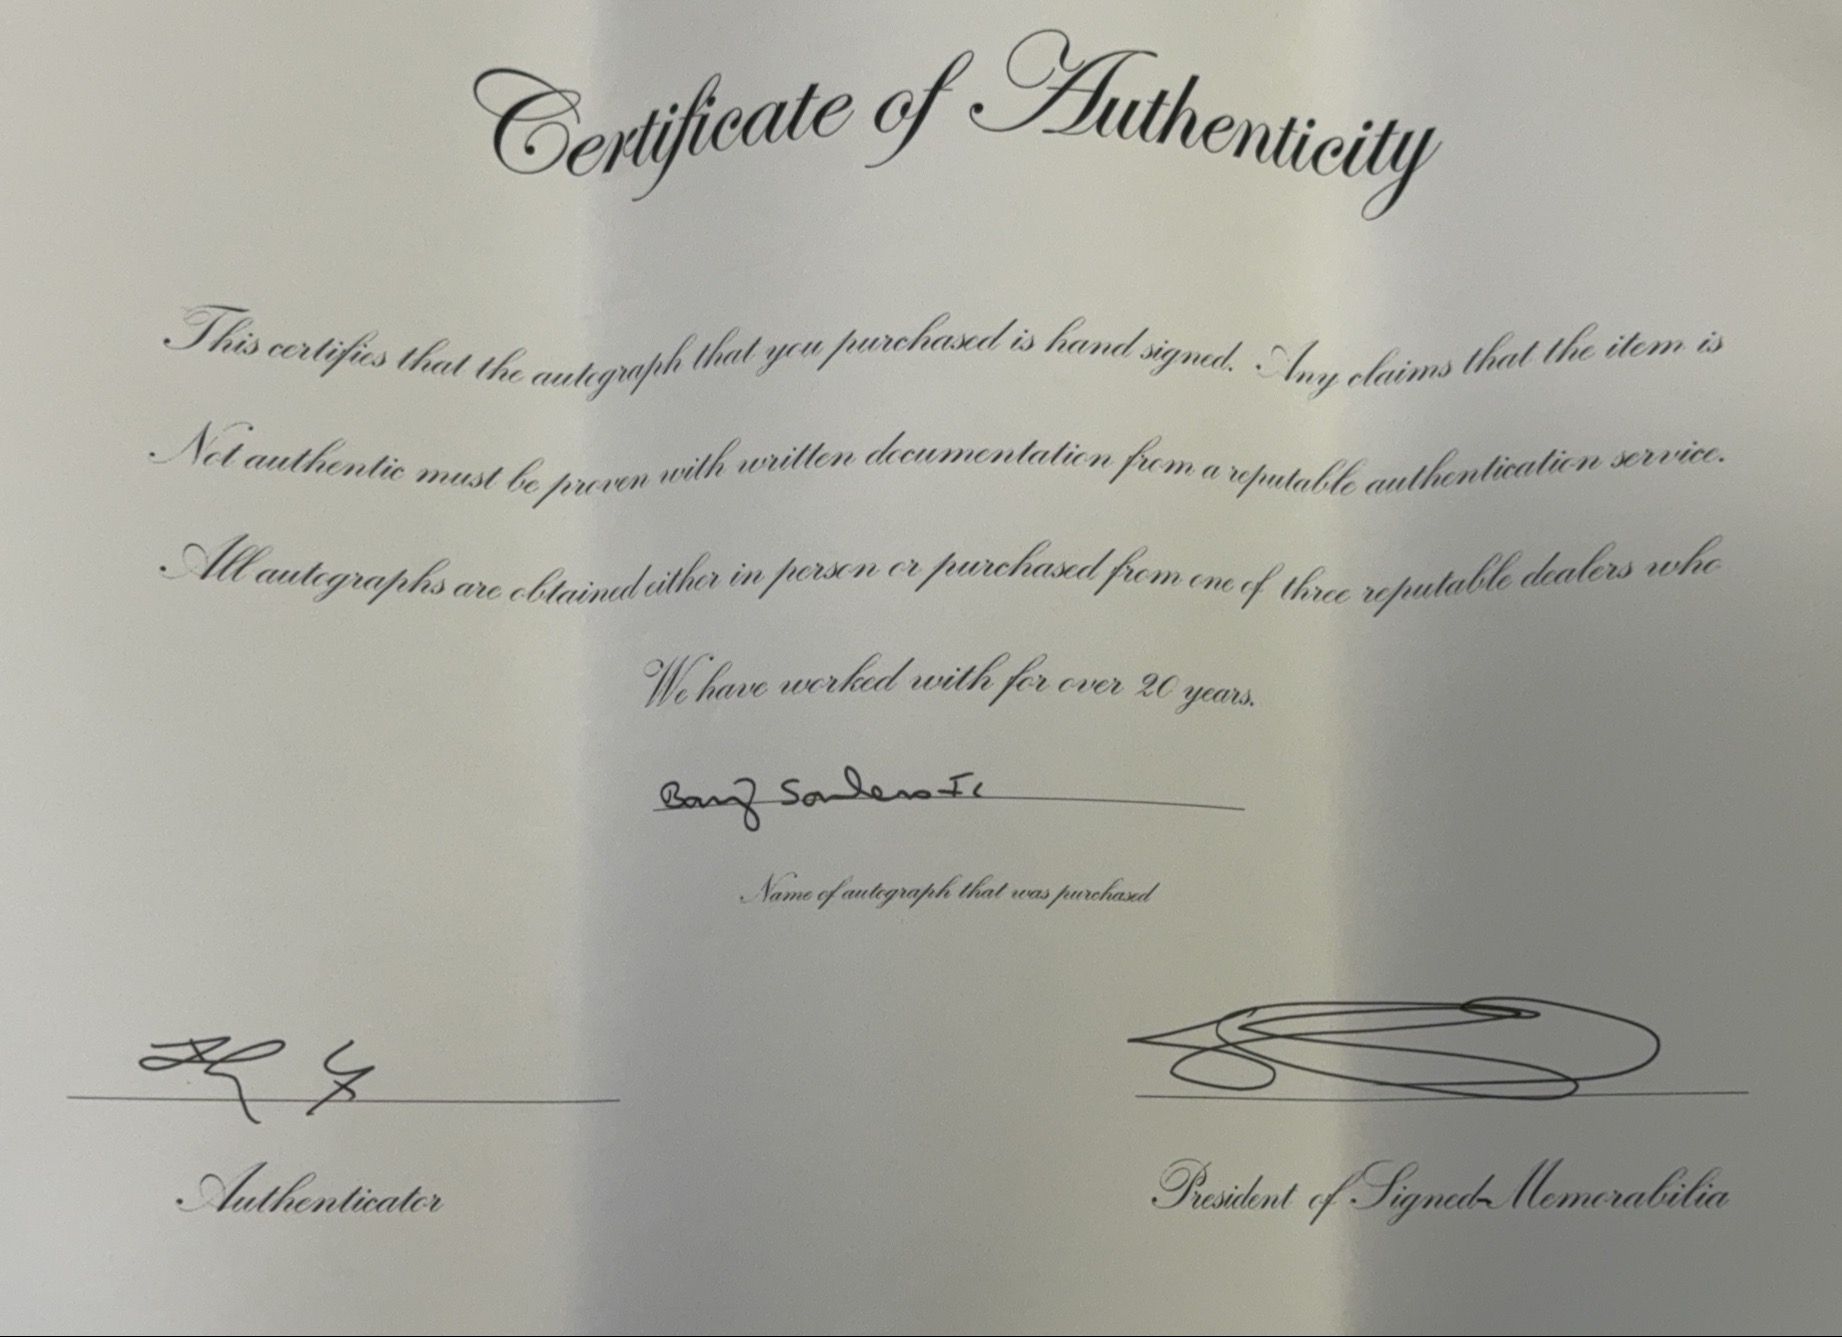 Certificate of Authenticity
This certifies that the autograph that you purchased is hand signed. Any claims that the item is
Not authentic must be proven with written documentation from a reputable authentication service.
All autographs are obtained either in person or purchased from one of three reputable dealers who
We have worked with for over 20 years.
Barry Sanders
Name of autograph that was purchased
Authenticator
President of Signed-Memorabilia